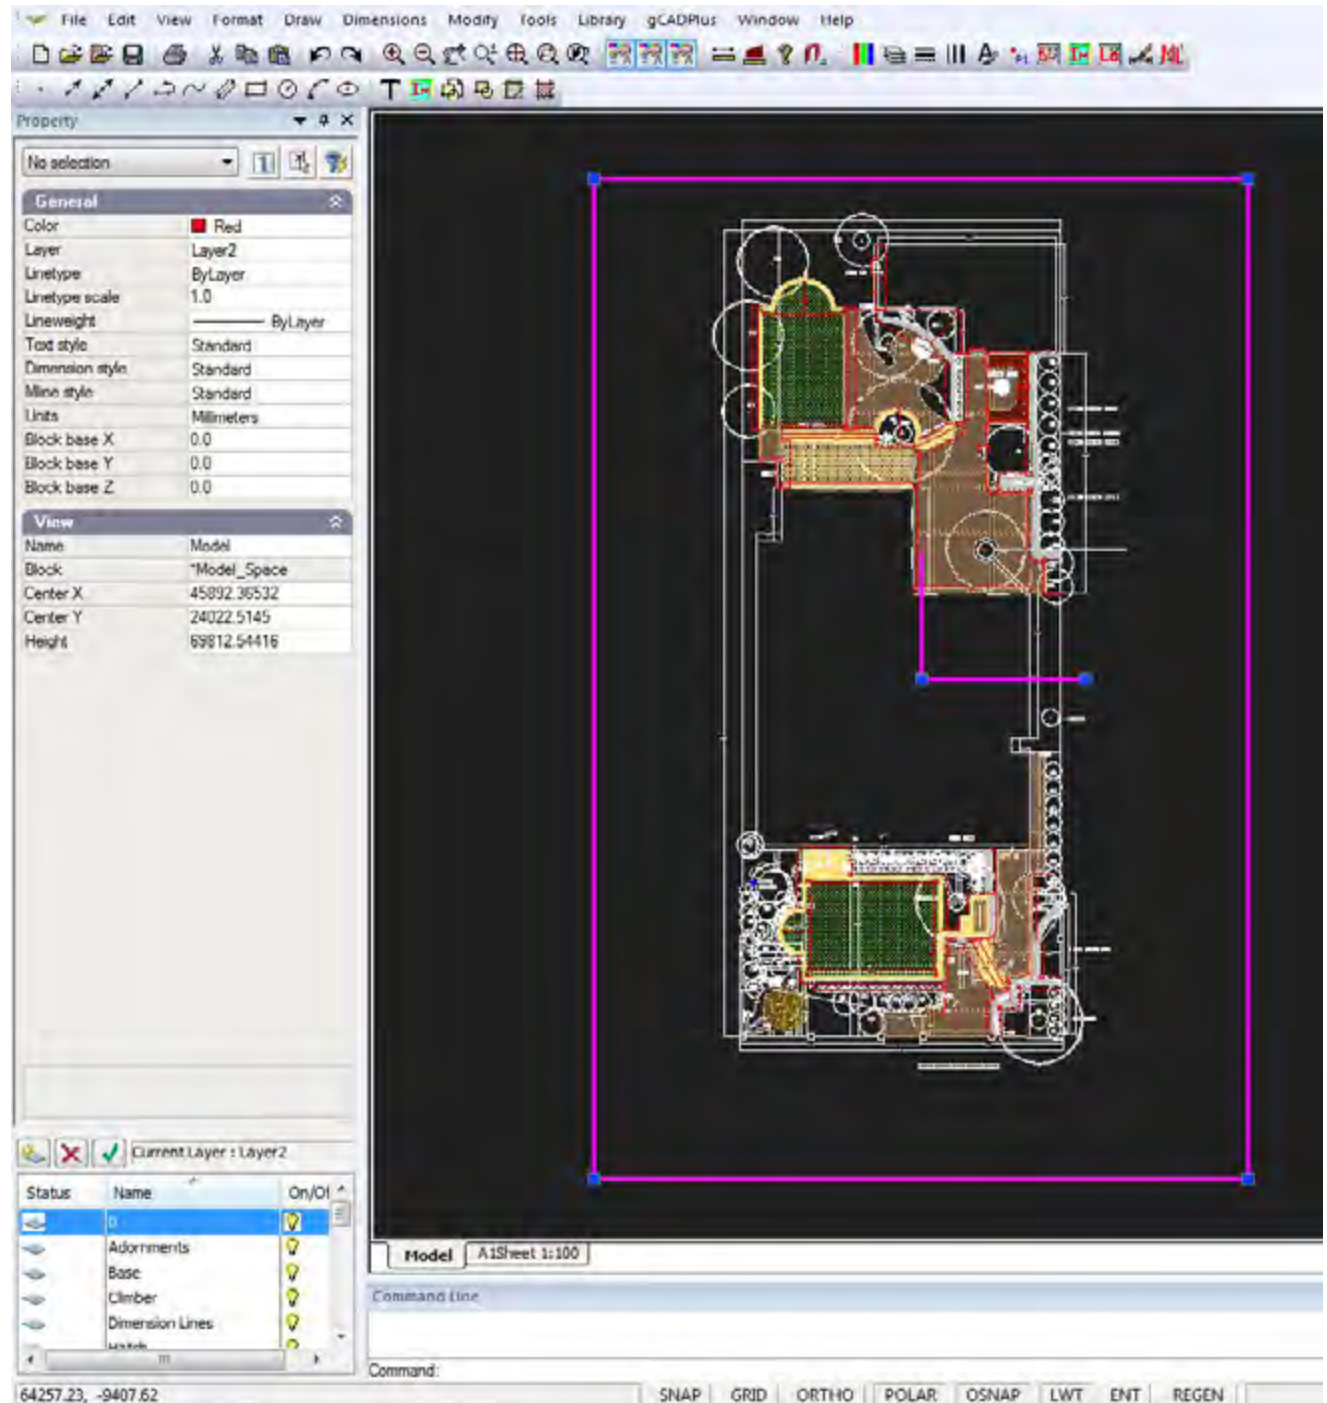 File Edit View Format Draw Dimensions Modify Tools Library gCADPlus Window Help
Property
No selection
General
Color Red
Layer Layer2
Linetype ByLayer
Linetype scale 1.0
Lineweight ByLayer
Text style Standard
Dimension style Standard
Mline style Standard
Units Millimeters
Block base X 0.0
Block base Y 0.0
Block base Z 0.0
View
Name Model
Block *Model_Space
Center X 45892.36532
Center Y 24022.5145
Height 69812.54416
Current Layer : Layer2
Status Name On/Of
0
Adornments
Base
Climber
Dimension Lines
Hatch
Model A1Sheet 1:100
Command Line
Command:
64257.23, -9407.62 SNAP GRID ORTHO POLAR OSNAP LWT ENT REGEN